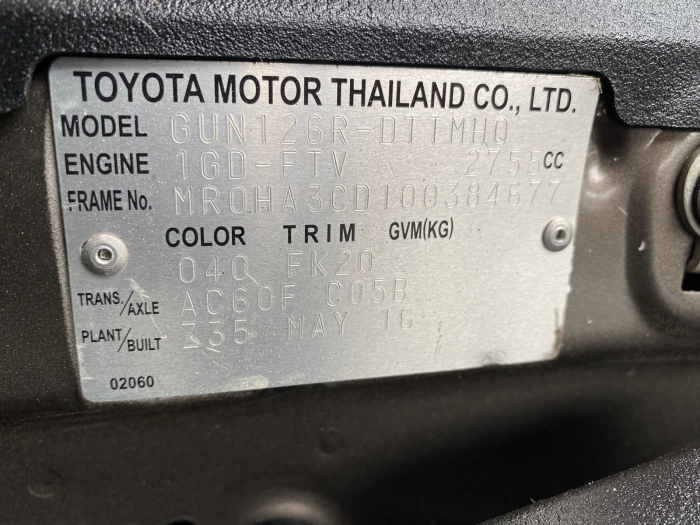 TOYOTA MOTOR THAILAND CO., LTD.
MODEL GUN126R-DTTMHQ
ENGINE 1GD-FTV 2755CC
FRAME No. MR0HA3CD100384677
COLOR TRIM GVM(KG)
040 FK20
TRANS./AXLE AC60F C05B
PLANT/BUILT Z35 MAY 16
02060